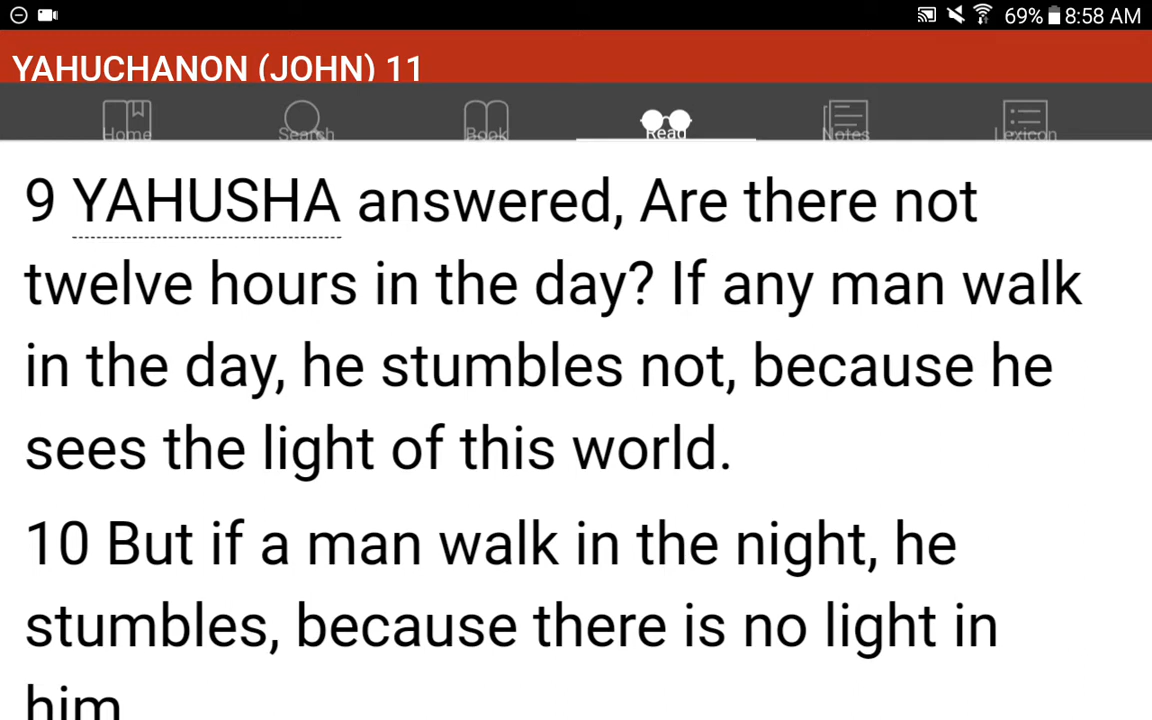 69% 8:58 AM
YAHUCHANON (JOHN) 11
Home Search Book Read Notes Lexicon
9 YAHUSHA answered, Are there not
twelve hours in the day? If any man walk
in the day, he stumbles not, because he
sees the light of this world.
10 But if a man walk in the night, he
stumbles, because there is no light in
him